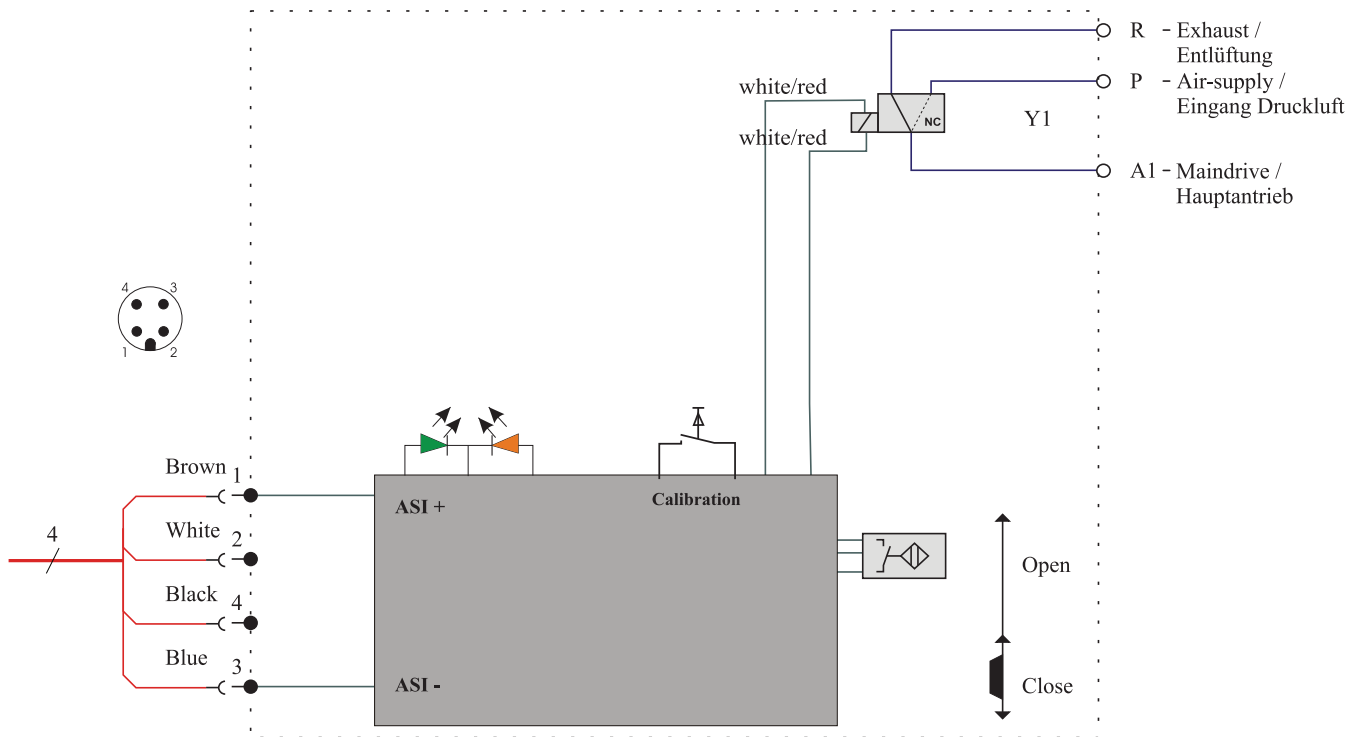 R - Exhaust /
Entlüftung
P - Air-supply /
Eingang Druckluft
A1 - Maindrive /
Hauptantrieb
white/red
white/red
NC
Y1
4 3
1 2
Brown 1
White 2
Black 4
Blue 3
4
ASI +
ASI -
Calibration
Open
Close